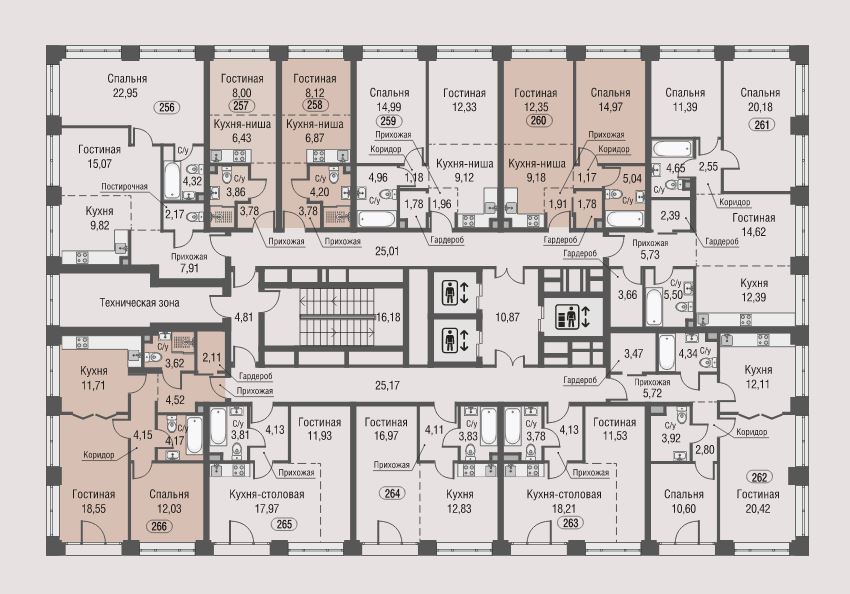 Спальня
22,95
256
Гостиная
15,07
Постирочная
С/у
4,32
2,17
Кухня
9,82
Прихожая
7,91
Гостиная
8,00
257
Кухня-ниша
6,43
С/у
3,86
3,78
Прихожая
Гостиная
8,12
258
Кухня-ниша
6,87
С/у
4,20
3,78
Прихожая
Спальня
14,99
259
Прихожая
Коридор
4,96
С/у
1,18
1,78
1,96
Гардероб
Гостиная
12,33
Кухня-ниша
9,12
Гостиная
12,35
260
Кухня-ниша
9,18
1,91
Спальня
14,97
Прихожая
Коридор
1,17
1,78
5,04
С/у
Гардероб
Спальня
11,39
Спальня
20,18
261
С/у
4,65
2,55
Коридор
2,39
Гардероб
Гостиная
14,62
Прихожая
5,73
3,66
С/у
5,50
Кухня
12,39
25,01
Техническая зона
4,81
16,18
10,87
25,17
Кухня
11,71
С/у
3,62
2,11
Гардероб
Прихожая
4,52
4,15
С/у
4,17
Коридор
Гостиная
18,55
Спальня
12,03
266
С/у
3,81
4,13
Прихожая
Гостиная
11,93
Кухня-столовая
17,97
265
Гостиная
16,97
4,11
С/у
3,83
Прихожая
264
Кухня
12,83
С/у
3,78
4,13
Прихожая
Гостиная
11,53
Кухня-столовая
18,21
263
3,47
Гардероб
Прихожая
5,72
4,34
С/у
Кухня
12,11
С/у
3,92
2,80
Коридор
Спальня
10,60
262
Гостиная
20,42